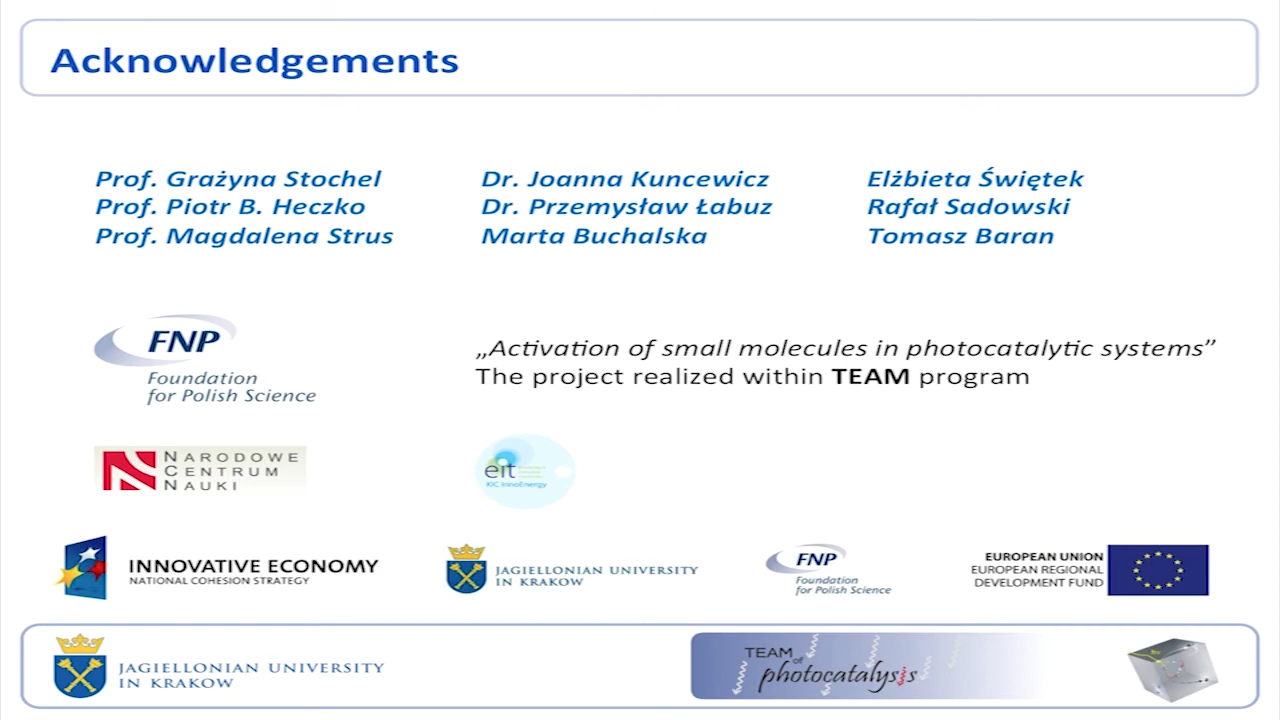 Acknowledgements
Prof. Grażyna Stochel
Prof. Piotr B. Heczko
Prof. Magdalena Strus
Dr. Joanna Kuncewicz
Dr. Przemysław Łabuz
Marta Buchalska
Elżbieta Świętek
Rafał Sadowski
Tomasz Baran
FNP
Foundation
for Polish Science
„Activation of small molecules in photocatalytic systems”
The project realized within TEAM program
NARODOWE
CENTRUM
NAUKI
eit
KIC InnoEnergy
INNOVATIVE ECONOMY
NATIONAL COHESION STRATEGY
JAGIELLONIAN UNIVERSITY
IN KRAKOW
FNP
Foundation
for Polish Science
EUROPEAN UNION
EUROPEAN REGIONAL
DEVELOPMENT FUND
JAGIELLONIAN UNIVERSITY
IN KRAKOW
TEAM
of
photocatalysis